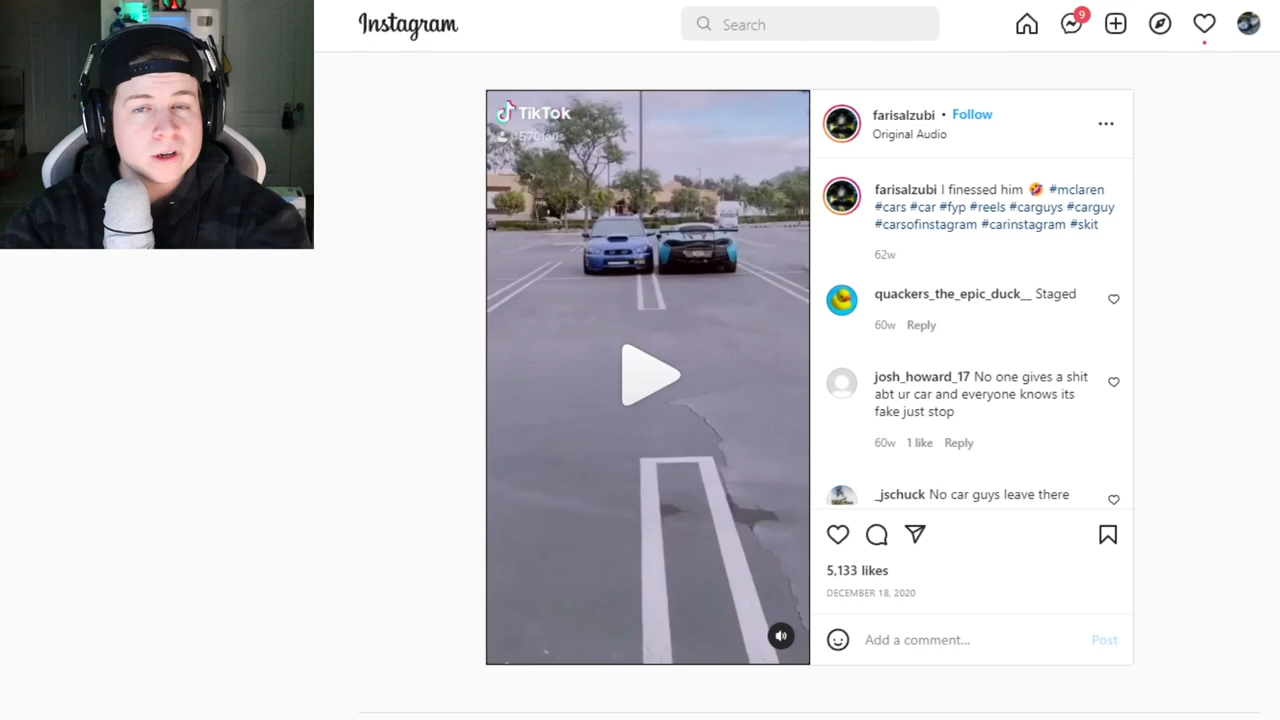 Instagram
Search
9
TikTok
farisalzubi • Follow
Original Audio
farisalzubi I finessed him 🤣 #mclaren
#cars #car #fyp #reels #carguys #carguy
#carsofinstagram #carinstagram #skit
62w
quackers_the_epic_duck__ Staged
60w Reply
josh_howard_17 No one gives a shit
abt ur car and everyone knows its
fake just stop
60w 1 like Reply
_jschuck No car guys leave there
5,133 likes
DECEMBER 18, 2020
Add a comment... Post